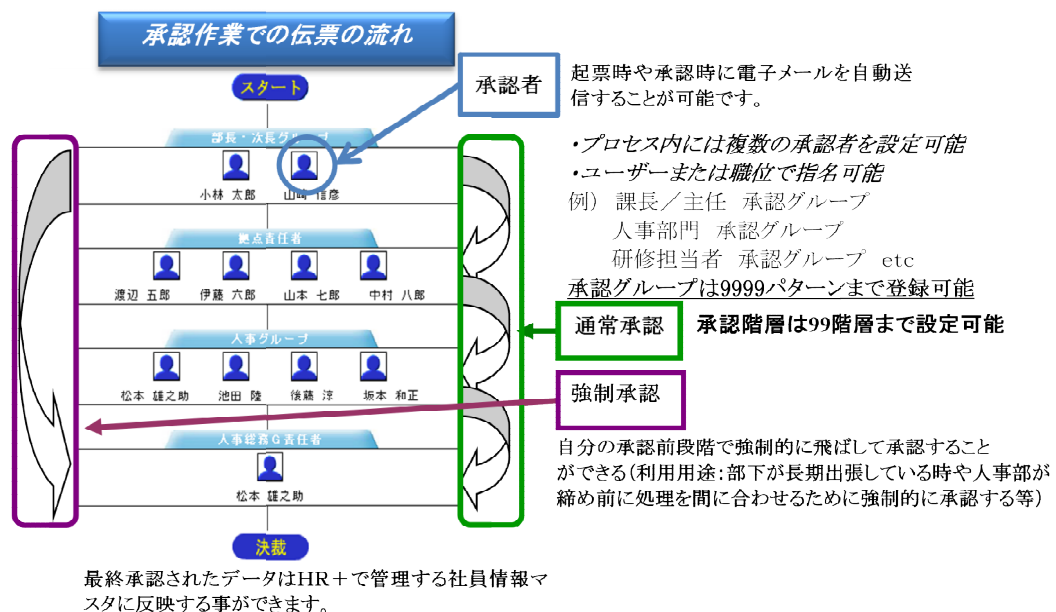 承認作業での伝票の流れ
スタート
承認者
起票時や承認時に電子メールを自動送
信することが可能です。
部長・次長グループ
小林 太郎
山崎 信彦
・プロセス内には複数の承認者を設定可能
・ユーザーまたは職位で指名可能
例） 課長／主任 承認グループ
人事部門 承認グループ
研修担当者 承認グループ etc
承認グループは9999パターンまで登録可能
拠点責任者
渡辺 五郎
伊藤 六郎
山本 七郎
中村 八郎
通常承認
承認階層は99階層まで設定可能
人事グループ
松本 雄之助
池田 陸
後藤 淳
坂本 和正
強制承認
自分の承認前段階で強制的に飛ばして承認すること
ができる（利用用途：部下が長期出張している時や人事部が
締め前に処理を間に合わせるために強制的に承認する等）
人事総務G責任者
松本 雄之助
決裁
最終承認されたデータはHR＋で管理する社員情報マ
スタに反映する事ができます。